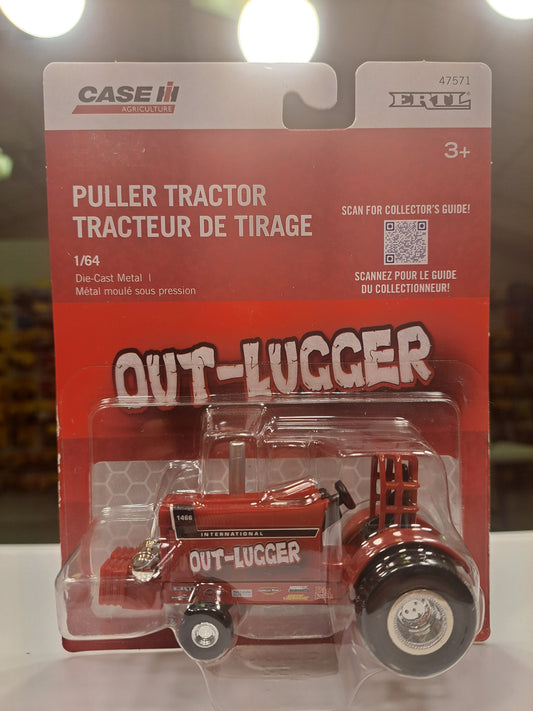 47571
CASE IH
AGRICULTURE
ERTL
3+
PULLER TRACTOR
TRACTEUR DE TIRAGE
SCAN FOR COLLECTOR'S GUIDE!
1/64
Die-Cast Metal |
Métal moulé sous pression
SCANNEZ POUR LE GUIDE
DU COLLECTIONNEUR!
OUT-LUGGER
1466
INTERNATIONAL
OUT-LUGGER
ERTL